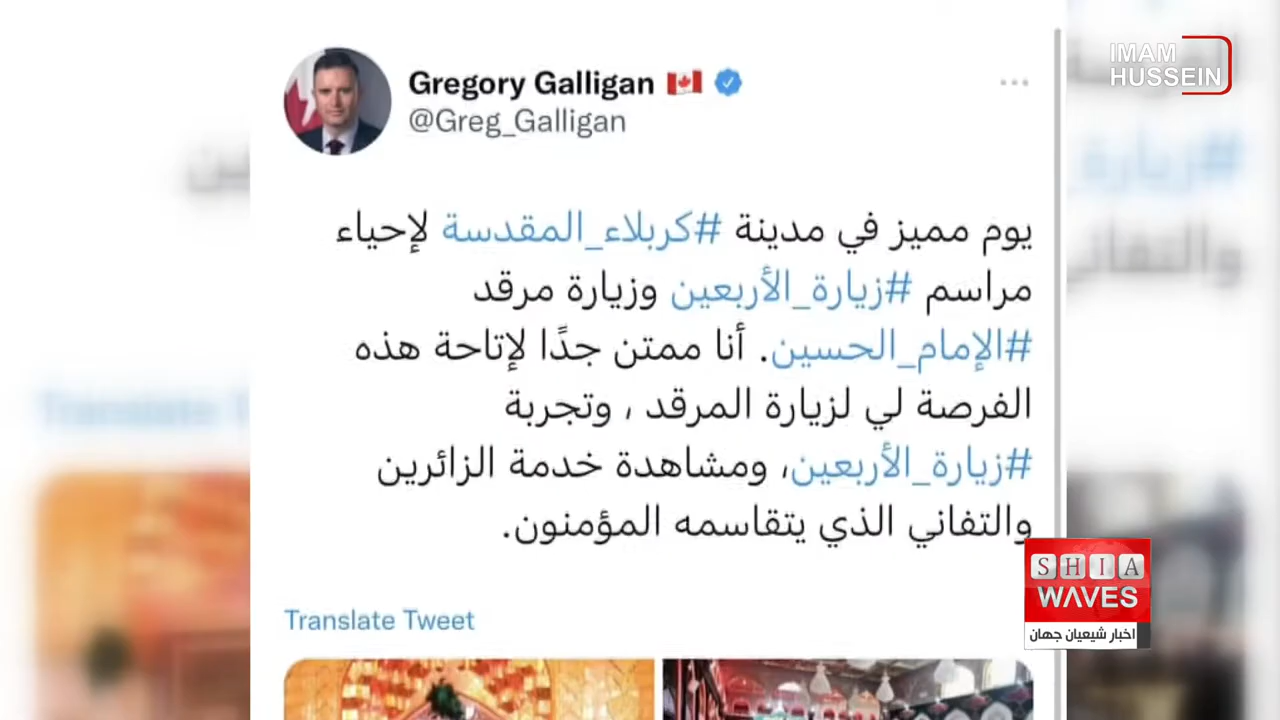 IMAM
HUSSEIN
Gregory Galligan
@Greg_Galligan
يوم مميز في مدينة #كربلاء_المقدسة لإحياء
مراسم #زيارة_الأربعين وزيارة مرقد
#الإمام_الحسين. أنا ممتن جدًا لإتاحة هذه
الفرصة لي لزيارة المرقد ، وتجربة
#زيارة_الأربعين، ومشاهدة خدمة الزائرين
والتفاني الذي يتقاسمه المؤمنون.
Translate Tweet
SHIA
WAVES
اخبار شیعیان جهان